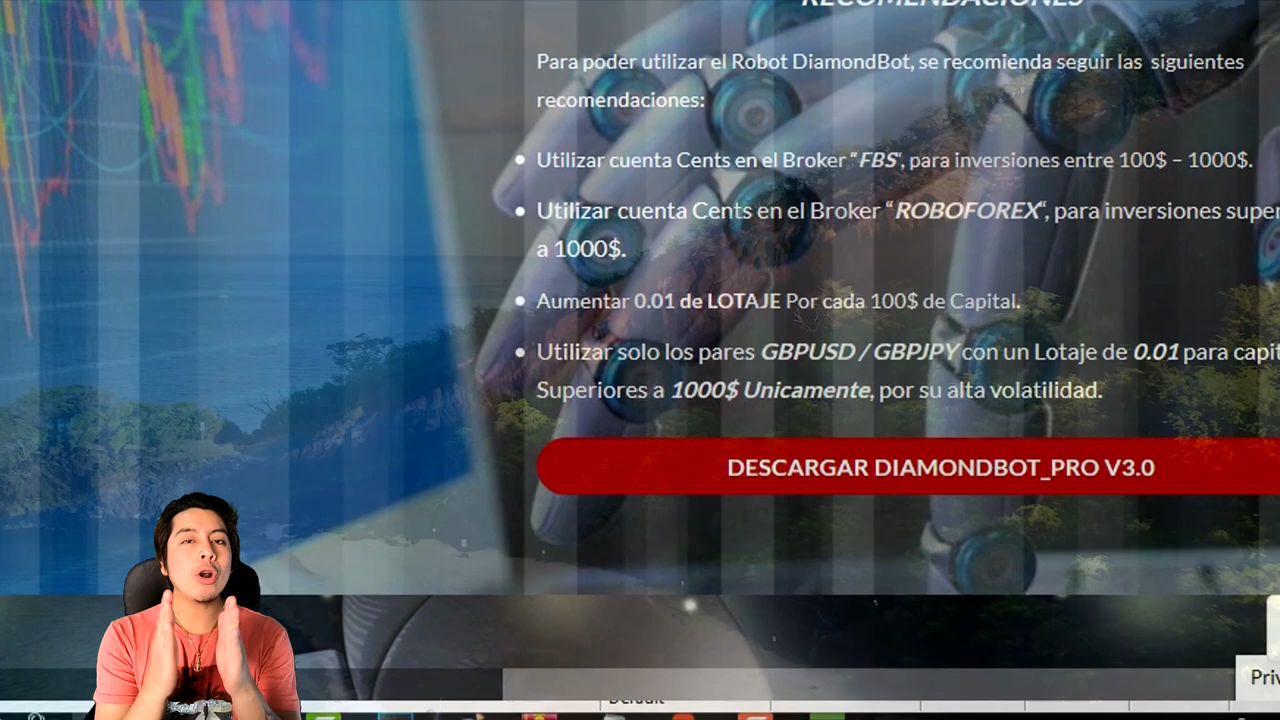 RECOMENDACIONES
Para poder utilizar el Robot DiamondBot, se recomienda seguir las siguientes
recomendaciones:
Utilizar cuenta Cents en el Broker “FBS“, para inversiones entre 100$ – 1000$.
Utilizar cuenta Cents en el Broker “ROBOFOREX“, para inversiones super
a 1000$.
Aumentar 0.01 de LOTAJE Por cada 100$ de Capital.
Utilizar solo los pares GBPUSD / GBPJPY con un Lotaje de 0.01 para capit
Superiores a 1000$ Unicamente, por su alta volatilidad.
DESCARGAR DIAMONDBOT_PRO V3.0
Priv
Default